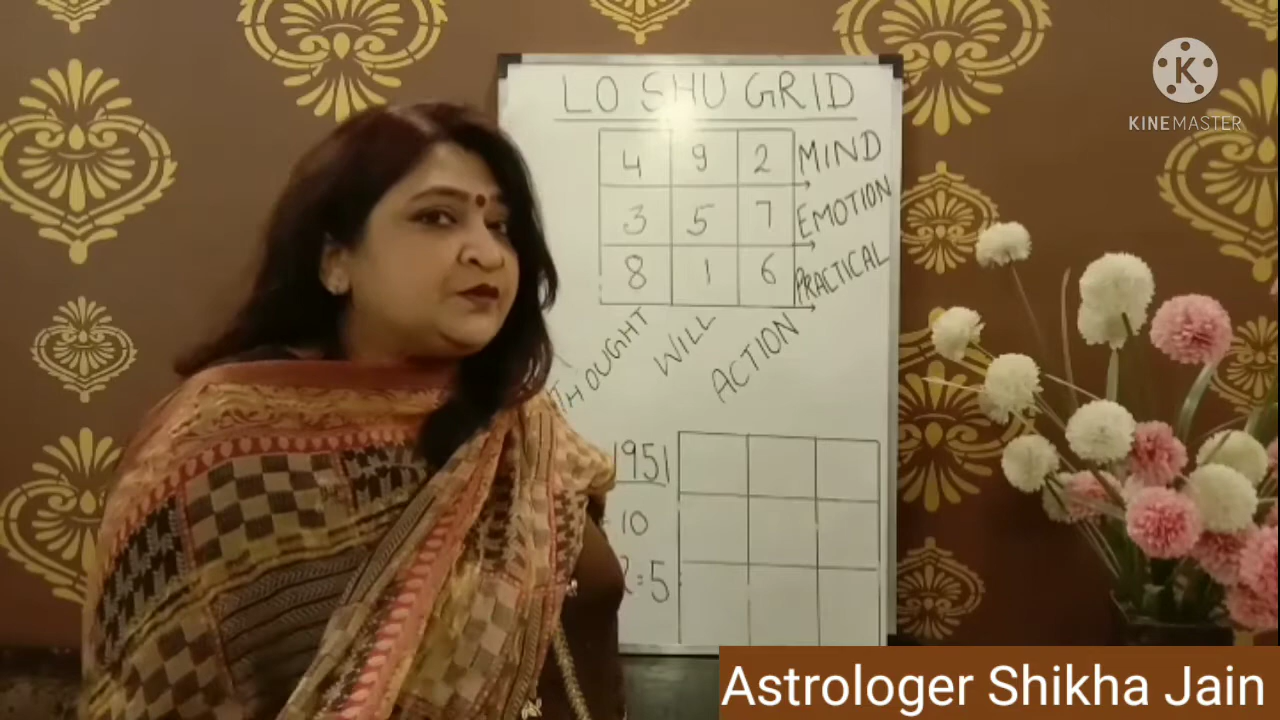 LO SHU GRID
4 9 2 MIND
3 5 7 EMOTION
8 1 6 PRACTICAL
THOUGHT WILL ACTION
1951
10
=5
K
KINEMASTER
Astrologer Shikha Jain